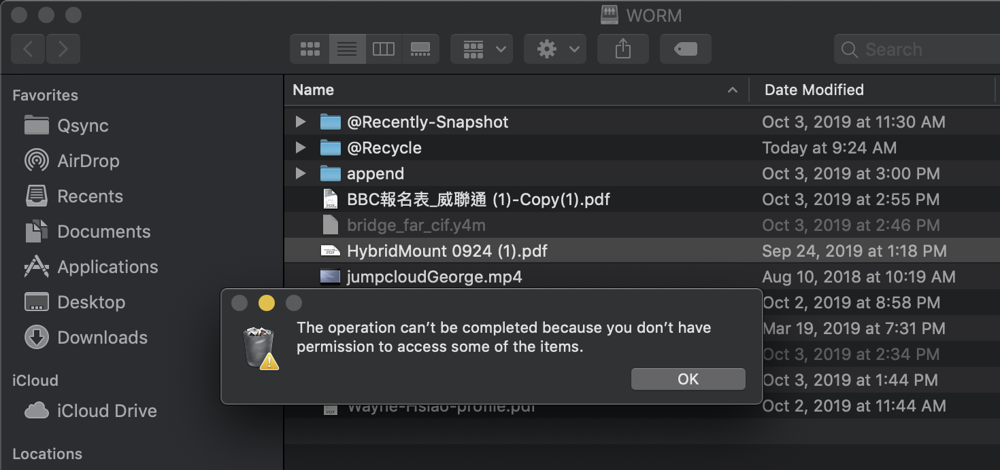 WORM
Search
Favorites
Qsync
AirDrop
Recents
Documents
Applications
Desktop
Downloads
iCloud
iCloud Drive
Locations
Name Date Modified
@Recently-Snapshot Oct 3, 2019 at 11:30 AM
@Recycle Today at 9:24 AM
append Oct 3, 2019 at 3:00 PM
BBC報名表_威聯通 (1)-Copy(1).pdf Oct 3, 2019 at 2:55 PM
bridge_far_cif.y4m Oct 3, 2019 at 2:46 PM
HybridMount 0924 (1).pdf Sep 24, 2019 at 1:18 PM
jumpcloudGeorge.mp4 Aug 10, 2018 at 10:19 AM
Oct 2, 2019 at 8:58 PM
Mar 19, 2019 at 7:31 PM
Oct 3, 2019 at 2:34 PM
Oct 3, 2019 at 1:44 PM
Wayne-Hsiao-profile.pdf Oct 2, 2019 at 11:44 AM
The operation can’t be completed because you don’t have
permission to access some of the items.
OK